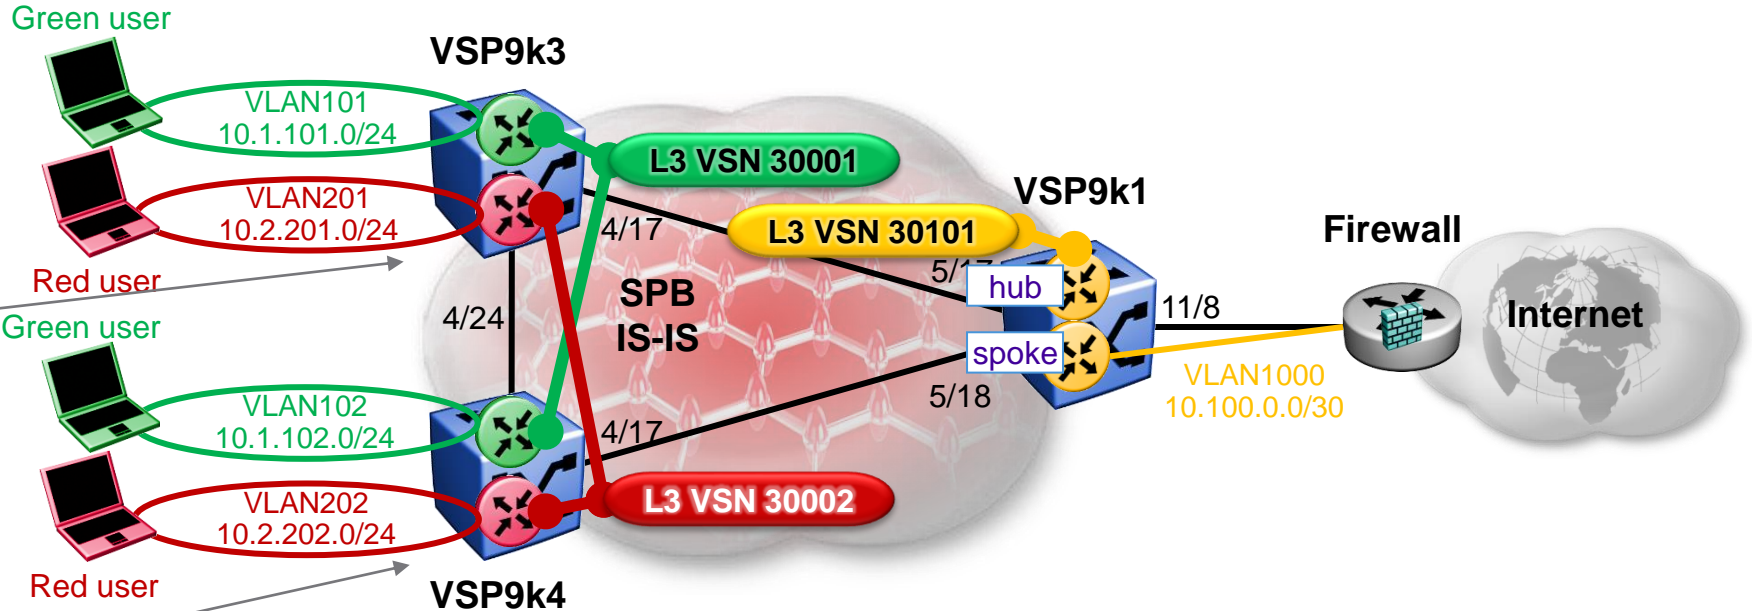 Green user
VSP9k3
VLAN101
10.1.101.0/24
L3 VSN 30001
VLAN201
10.2.201.0/24
Red user
4/17
L3 VSN 30101
VSP9k1
Firewall
5/17
hub
SPB
IS-IS
4/24
11/8
Internet
Green user
spoke
VLAN1000
10.100.0.0/30
5/18
VLAN102
10.1.102.0/24
4/17
L3 VSN 30002
VLAN202
10.2.202.0/24
Red user
VSP9k4